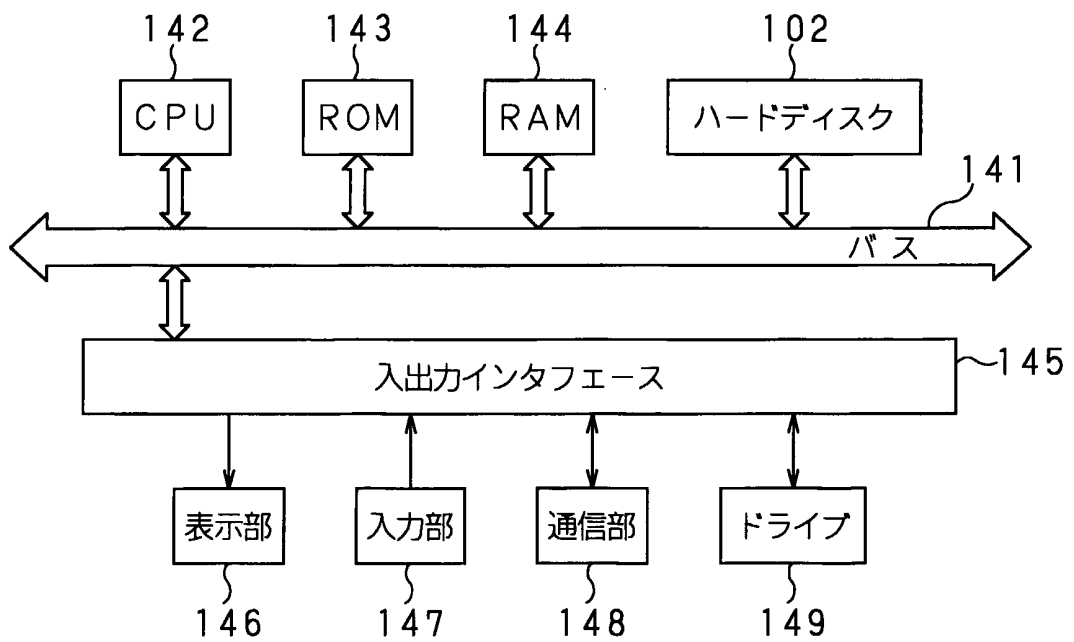 142 143 144 102
CPU ROM RAM ハードディスク
141
バス
入出力インタフェース 145
表示部 入力部 通信部 ドライブ
146 147 148 149